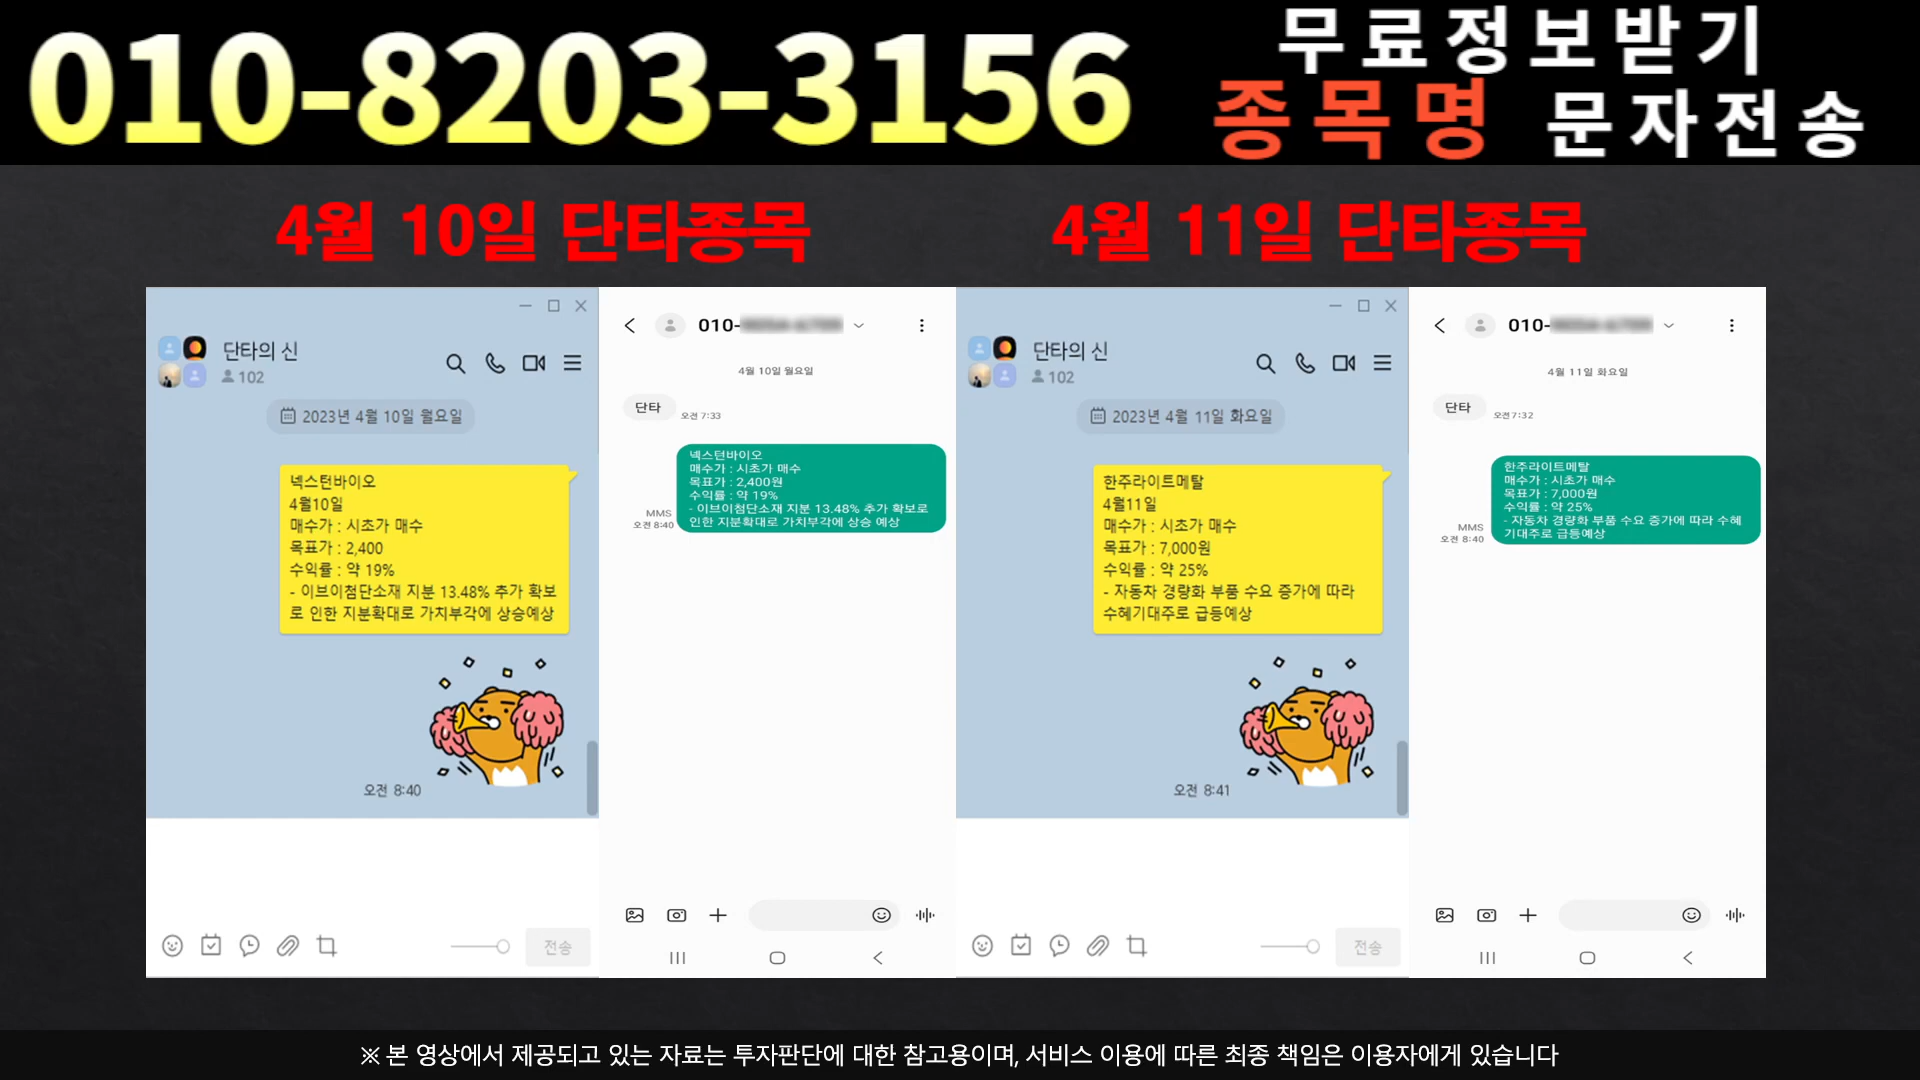 010-8203-3156
무료정보받기
종목명 문자전송
4월 10일 단타종목
4월 11일 단타종목
단타의 신
102
2023년 4월 10일 월요일
넥스턴바이오
4월10일
매수가 : 시초가 매수
목표가 : 2,400
수익률 : 약 19%
- 이브이첨단소재 지분 13.48% 추가 확보
로 인한 지분확대로 가치부각에 상승예상
오전 8:40
전송
010-
4월 10일 월요일
단타
오전 7:33
넥스턴바이오
매수가 : 시초가 매수
목표가 : 2,400원
수익률 : 약 19%
- 이브이첨단소재 지분 13.48% 추가 확보로
인한 지분확대로 가치부각에 상승 예상
MMS
오전 8:40
단타의 신
102
2023년 4월 11일 화요일
한주라이트메탈
4월11일
매수가 : 시초가 매수
목표가 : 7,000원
수익률 : 약 25%
- 자동차 경량화 부품 수요 증가에 따라
수혜기대주로 급등예상
오전 8:41
전송
010-
4월 11일 화요일
단타
오전 7:32
한주라이트메탈
매수가 : 시초가 매수
목표가 : 7,000원
수익률 : 약 25%
- 자동차 경량화 부품 수요 증가에 따라 수혜
기대주로 급등예상
MMS
오전 8:40
※ 본 영상에서 제공되고 있는 자료는 투자판단에 대한 참고용이며, 서비스 이용에 따른 최종 책임은 이용자에게 있습니다